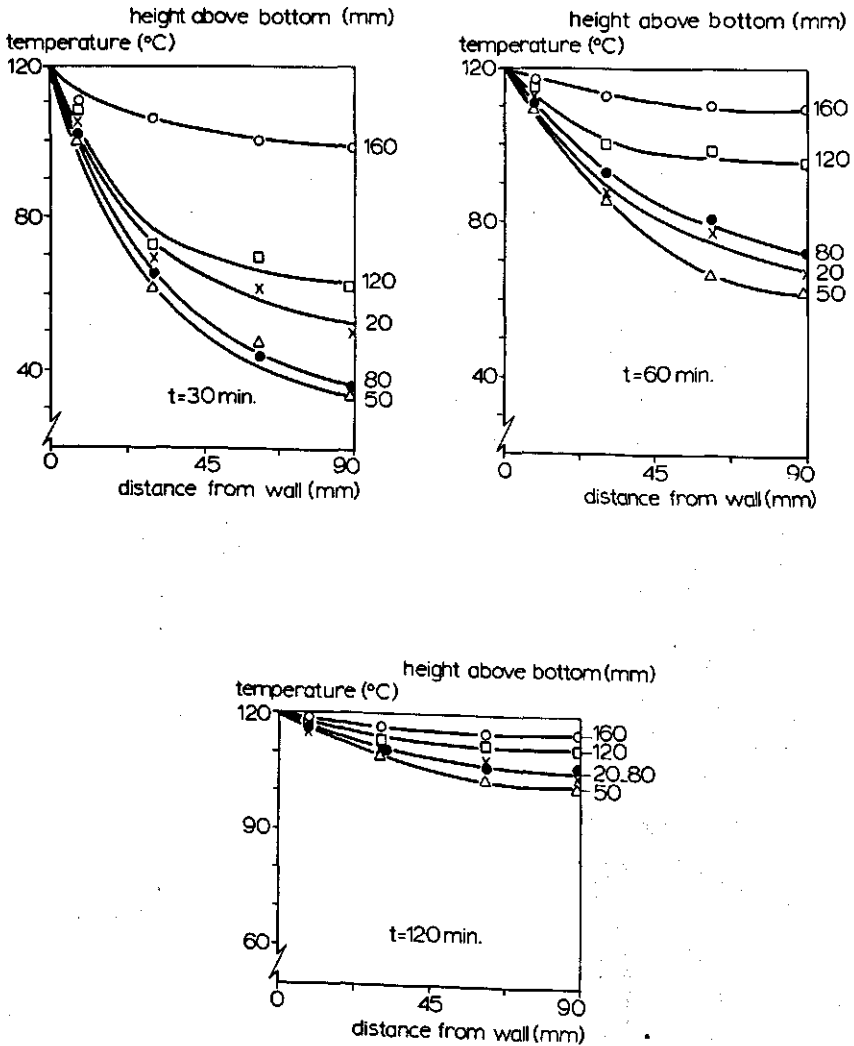 height above bottom (mm)
temperature (°C)
120
80
40
160
120
20
80
50
t=30 min.
0
45
90
distance from wall (mm)
height above bottom (mm)
temperature (°C)
120
80
40
160
120
80
20
50
t=60 min.
0
45
90
distance from wall (mm)
height above bottom (mm)
temperature (°C)
120
90
60
160
120
20-80
50
t=120 min.
0
45
90
distance from wall (mm)